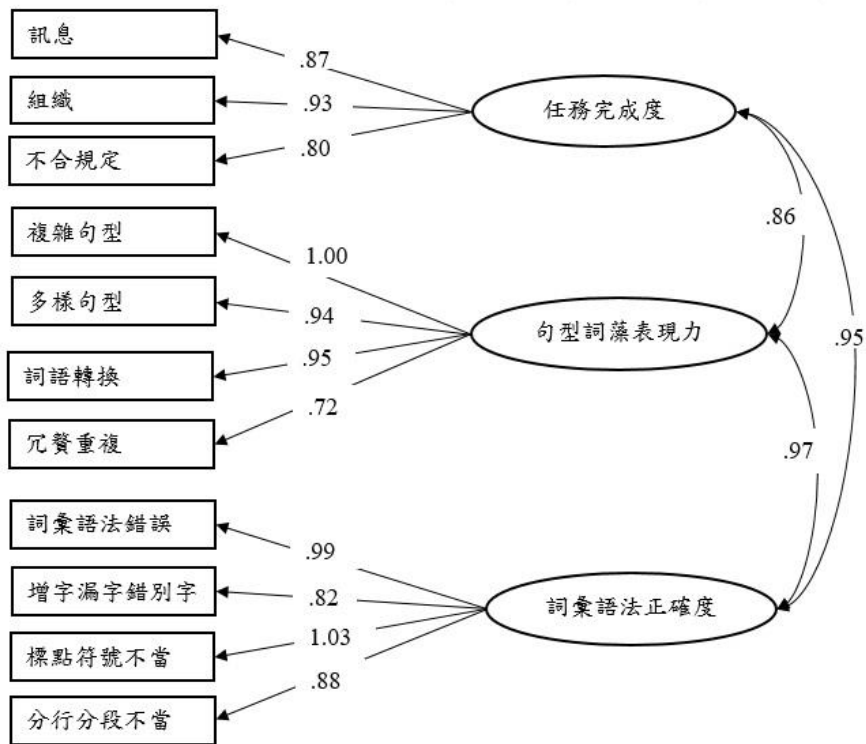 訊息
.87
組織
.93
任務完成度
不合規定
.80
.86
複雜句型
1.00
多樣句型
.94
句型詞藻表現力
.95
詞語轉換
.95
.72
冗贅重複
.97
詞彙語法錯誤
.99
增字漏字錯別字
.82
詞彙語法正確度
標點符號不當
1.03
.88
分行分段不當